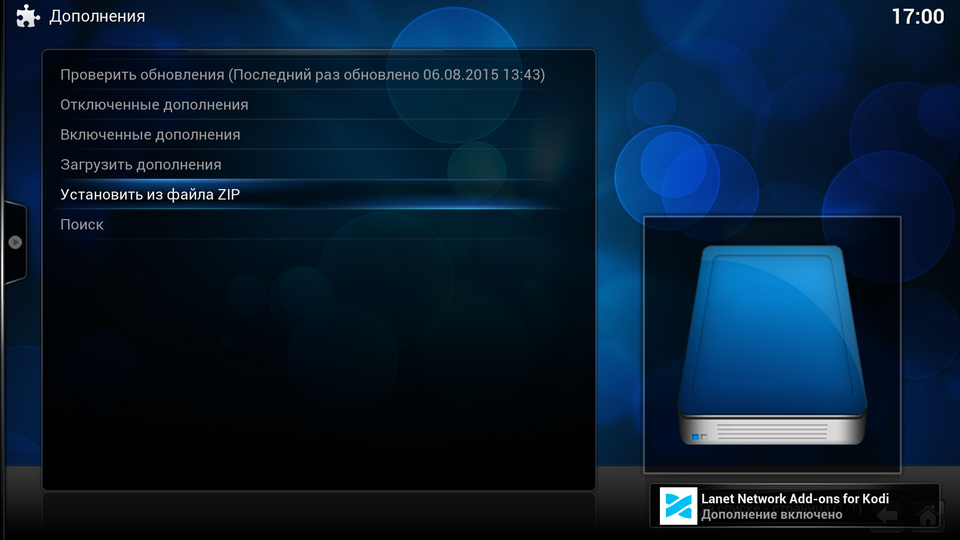 Дополнения
17:00
Проверить обновления (Последний раз обновлено 06.08.2015 13:43)
Отключенные дополнения
Включенные дополнения
Загрузить дополнения
Установить из файла ZIP
Поиск
Lanet Network Add-ons for Kodi
Дополнение включено